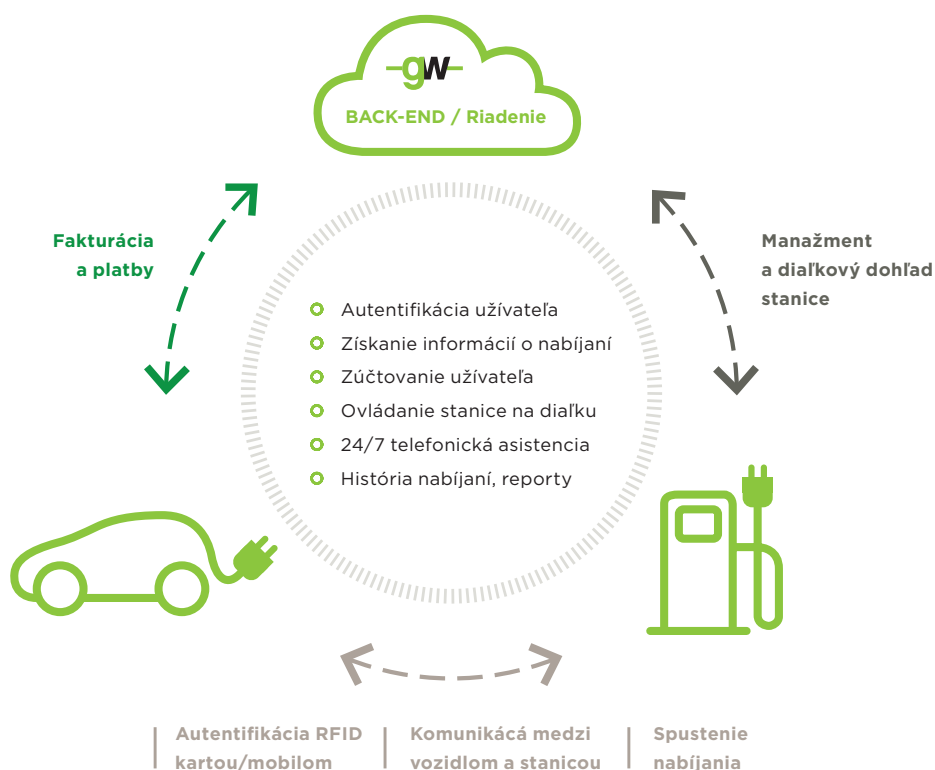 gw
BACK-END / Riadenie
Fakturácia
a platby
Manažment
a diaľkový dohľad
stanice
Autentifikácia užívateľa
Získanie informácií o nabíjaní
Zúčtovanie užívateľa
Ovládanie stanice na diaľku
24/7 telefonická asistencia
História nabíjaní, reporty
Autentifikácia RFID
kartou/mobilom
Komunikácá medzi
vozidlom a stanicou
Spustenie
nabíjania